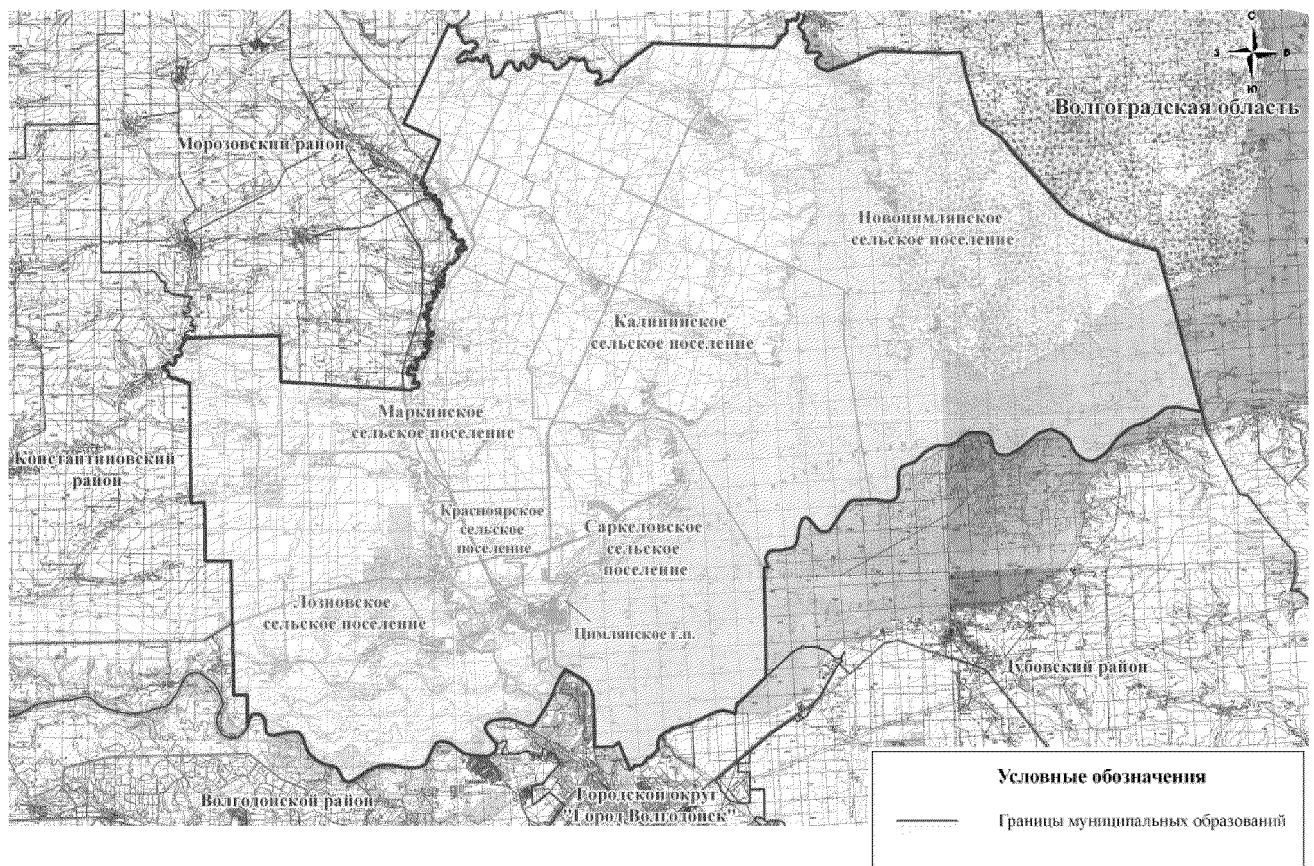 С
З
В
Ю
Волгоградская область
Морозовский район
Новоцимлянское
сельское поселение
Калининское
сельское поселение
Маркинское
сельское поселение
Константиновский
район
Красноярское
сельское
поселение
Саркеловское
сельское
поселение
Лозновское
сельское поселение
Цимлянское г.п.
Дубовский район
Волгодонской район
Городской округ
"Город Волгодонск"
Условные обозначения
Границы муниципальных образований